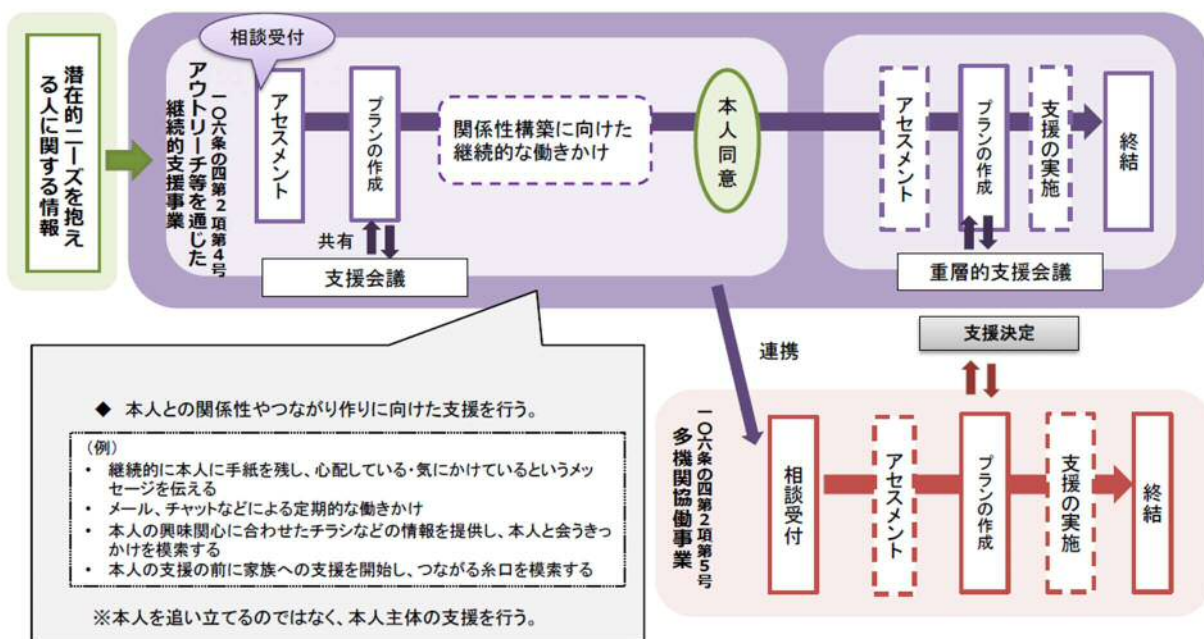 潜在的ニーズを抱え
る人に関する情報
一〇六条の四第2項第4号
アウトリーチ等を通じた
継続的支援事業
相談受付
アセスメント
プランの作成
関係性構築に向けた
継続的な働きかけ
本人同意
アセスメント
プランの作成
支援の実施
終結
共有
支援会議
重層的支援会議
支援決定
連携
◆ 本人との関係性やつながり作りに向けた支援を行う。
（例）
• 継続的に本人に手紙を残し、心配している・気にかけているというメッ
セージを伝える
• メール、チャットなどによる定期的な働きかけ
• 本人の興味関心に合わせたチラシなどの情報を提供し、本人と会うきっ
かけを模索する
• 本人の支援の前に家族への支援を開始し、つながる糸口を模索する
※本人を追い立てるのではなく、本人主体の支援を行う。
一〇六条の四第2項第5号
多機関協働事業
相談受付
アセスメント
プランの作成
支援の実施
終結